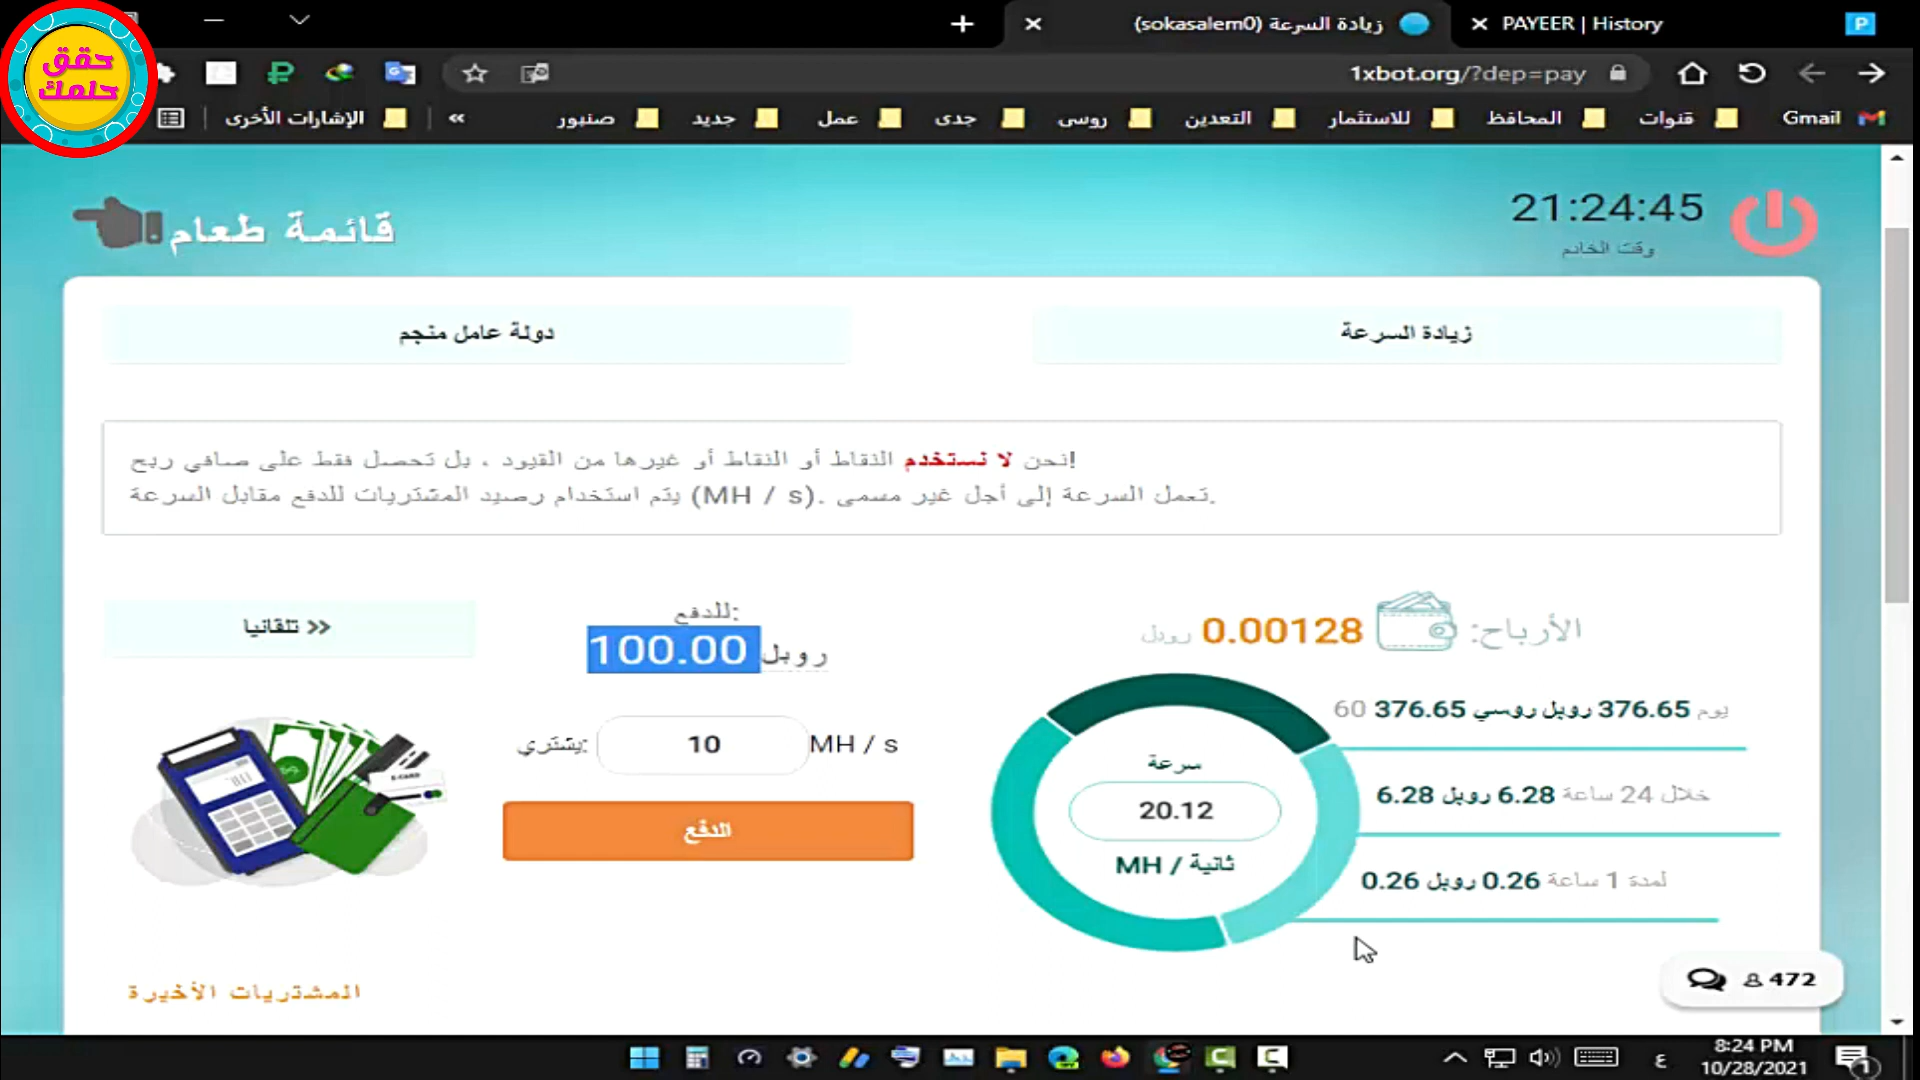 حقق
حلمك
زيادة السرعة (sokasalem0)
PAYEER | History
1xbot.org/?dep=pay
Gmail
قنوات
المحافظ
للاستثمار
التعدين
روسى
جدى
عمل
جديد
صنبور
»
الإشارات الأخرى
قائمة طعام
21:24:45
وقت الخادم
زيادة السرعة
دولة عامل منجم
!نحن لا نستخدم النقاط أو النقاط أو غيرها من القيود ، بل تحصل فقط على صافي ربح
.تعمل السرعة إلى أجل غير مسمى .(MH / s) يتم استخدام رصيد المشتريات للدفع مقابل السرعة
الأرباح: 0.00128 روبل
يوم 376.65 روبل روسي 376.65 60
خلال 24 ساعة 6.28 روبل 6.28
لمدة 1 ساعة 0.26 روبل 0.26
سرعة
20.12
ثانية / MH
للدفع:
100.00 روبل
يشتري: 10 MH / s
الدفع
تلقائيا >>
المشتريات الأخيرة
472
ع
8:24 PM
10/28/2021
1